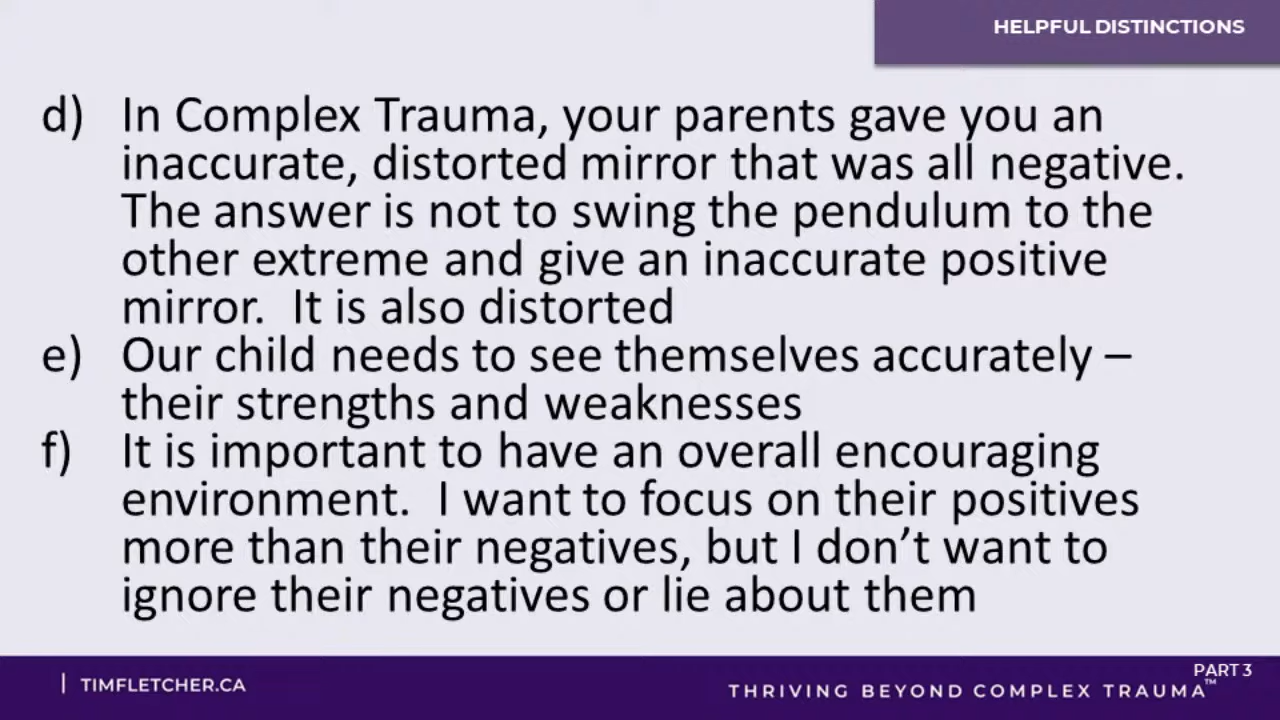 HELPFUL DISTINCTIONS
d) In Complex Trauma, your parents gave you an
inaccurate, distorted mirror that was all negative.
The answer is not to swing the pendulum to the
other extreme and give an inaccurate positive
mirror.  It is also distorted
e) Our child needs to see themselves accurately –
their strengths and weaknesses
f) It is important to have an overall encouraging
environment.  I want to focus on their positives
more than their negatives, but I don’t want to
ignore their negatives or lie about them
| TIMFLETCHER.CA
PART 3
THRIVING BEYOND COMPLEX TRAUMA™